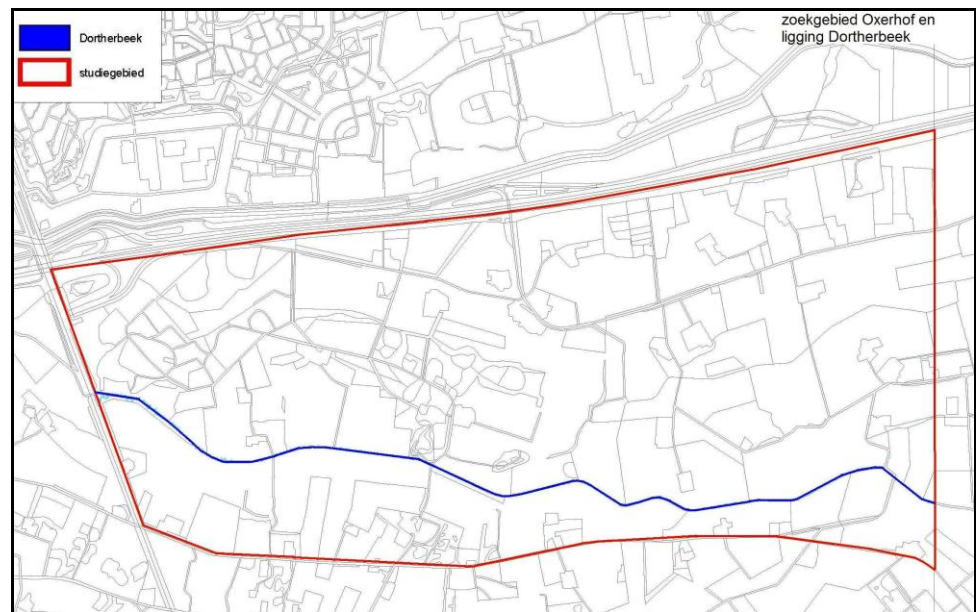 zoekgebied Oxerhof en
ligging Dortherbeek
Dortherbeek
studiegebied